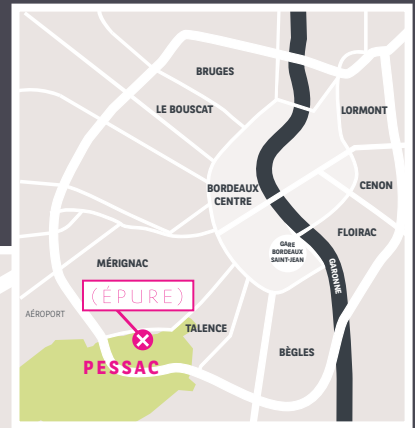 BRUGES
LE BOUSCAT
LORMONT
BORDEAUX
CENTRE
CENON
FLOIRAC
GARE
BORDEAUX
SAINT-JEAN
GARONNE
MÉRIGNAC
(ÉPURE)
AÉROPORT
TALENCE
BÈGLES
PESSAC